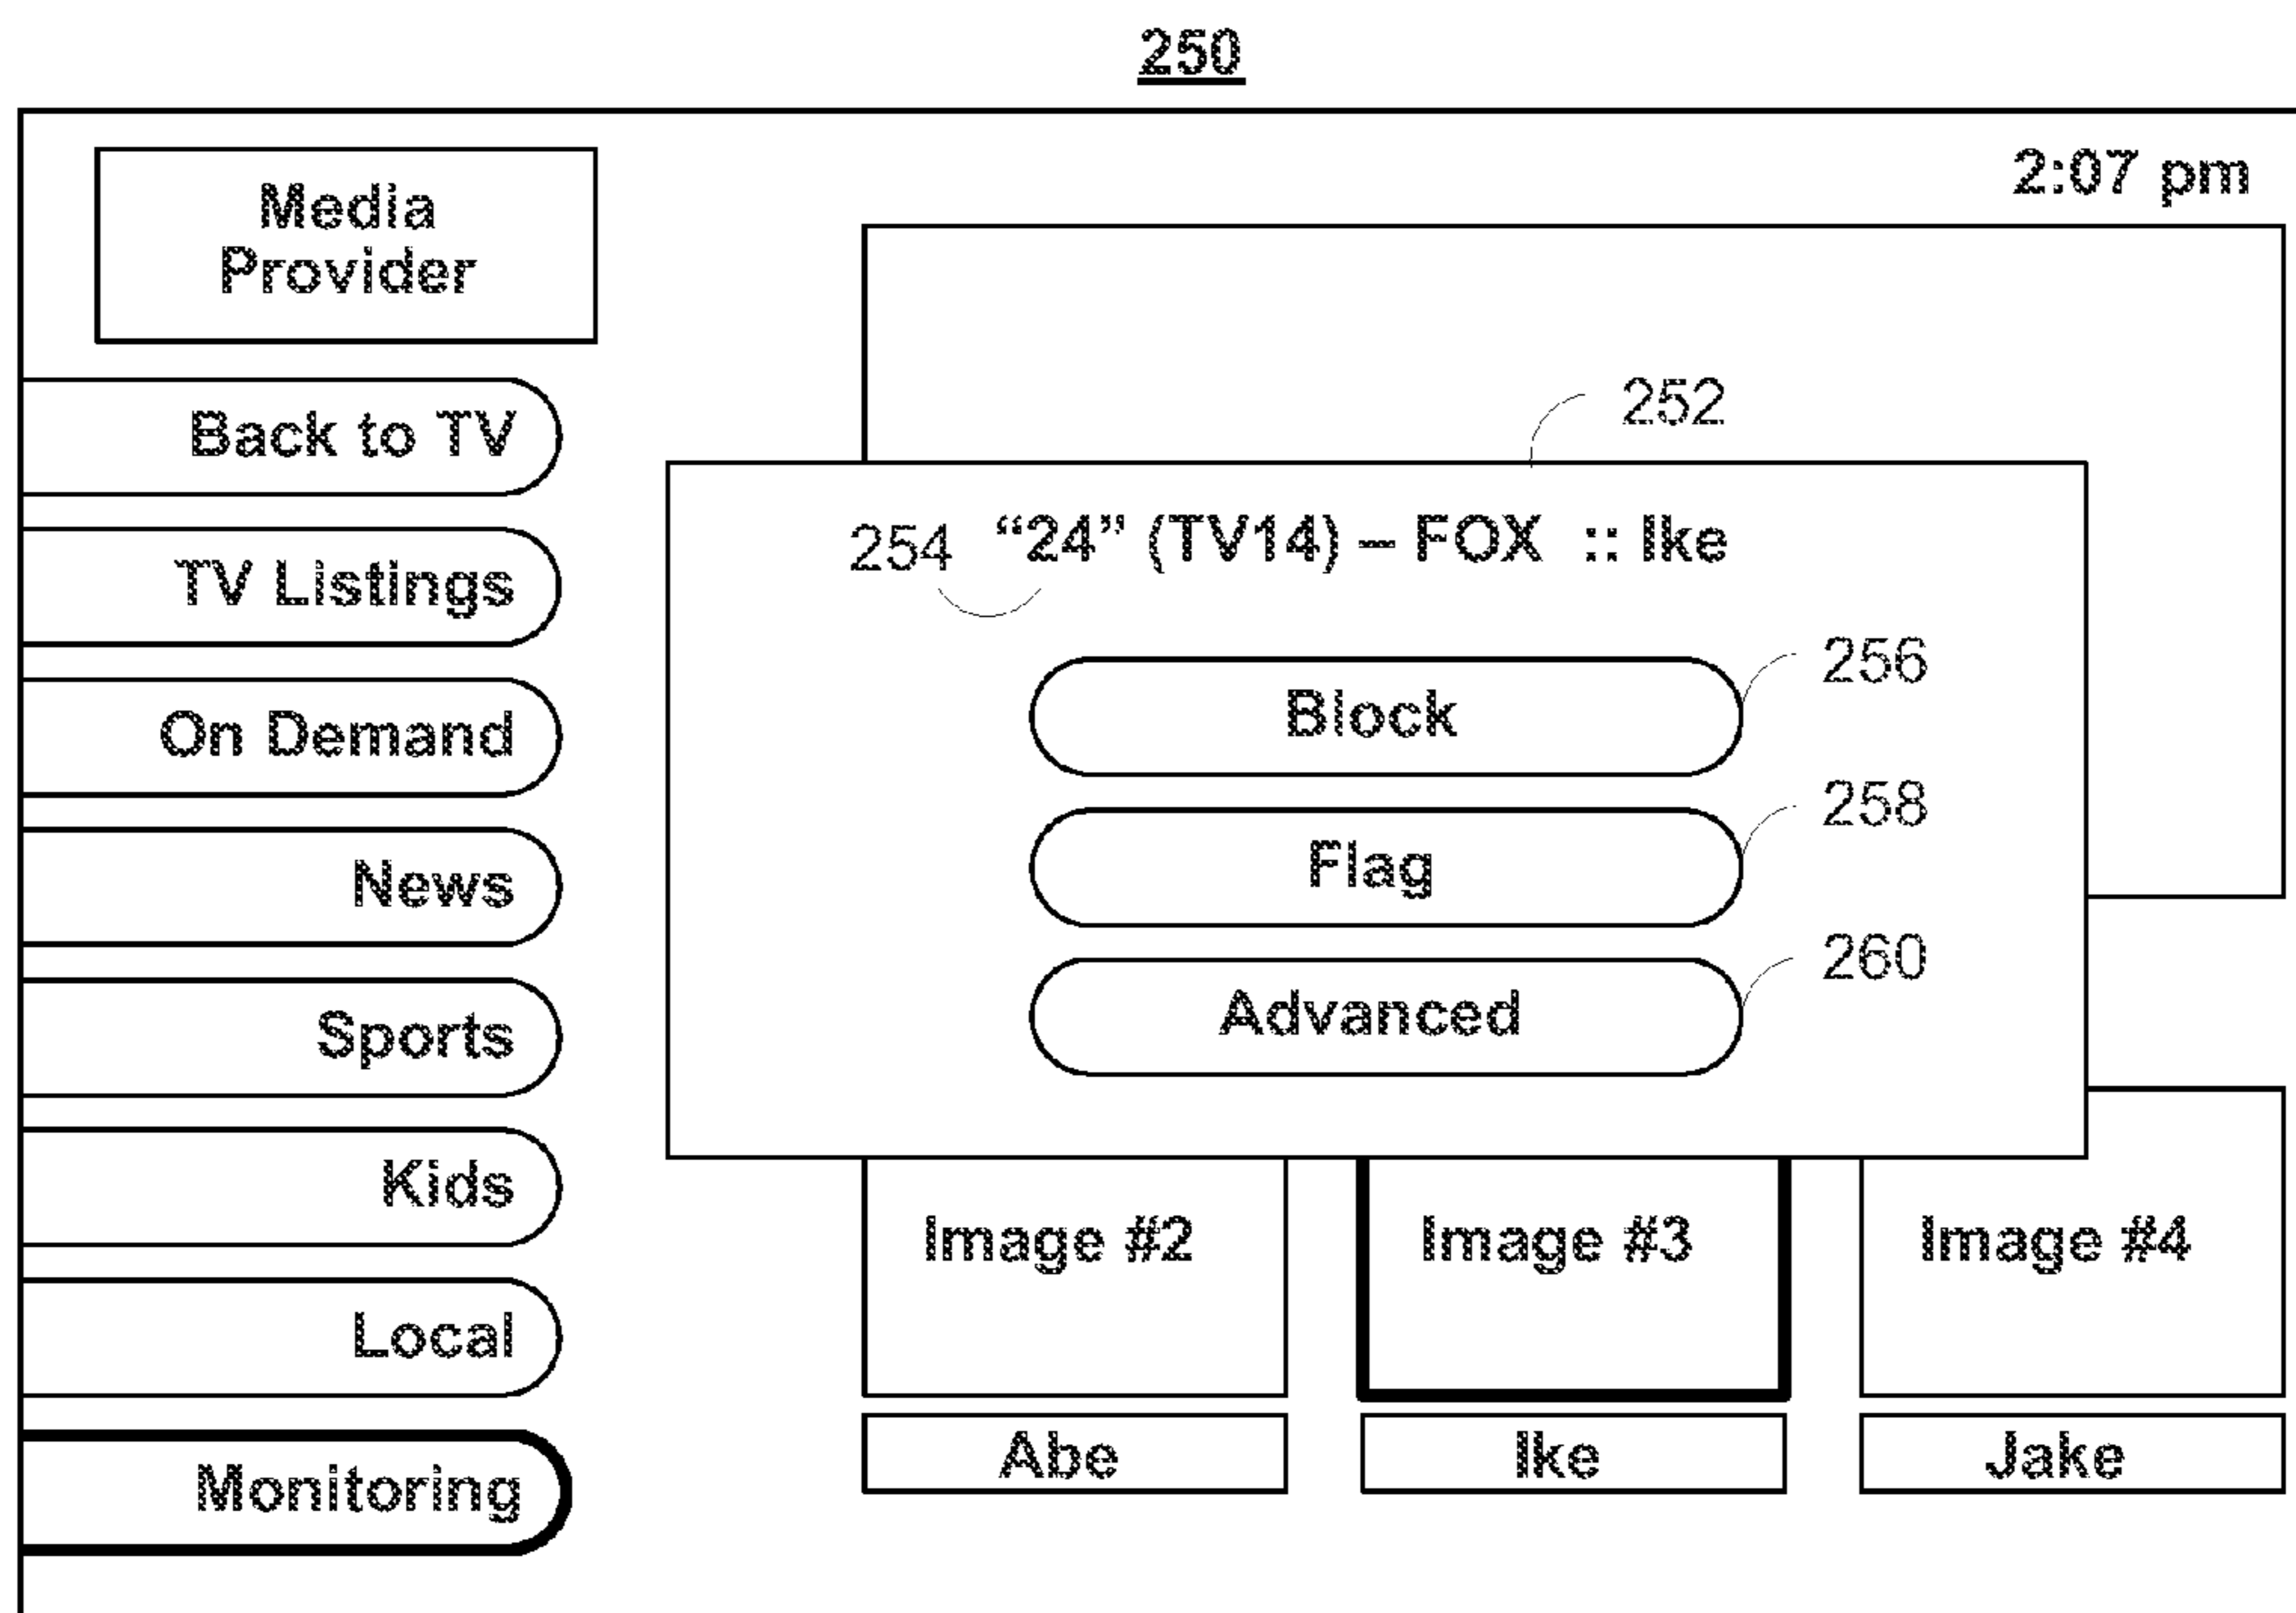 250
2:07 pm
Media
Provider
Back to TV
TV Listings
On Demand
News
Sports
Kids
Local
Monitoring
252
254 “24” (TV14) – FOX :: Ike
Block 256
Flag 258
Advanced 260
Image #2 Image #3 Image #4
Abe Ike Jake